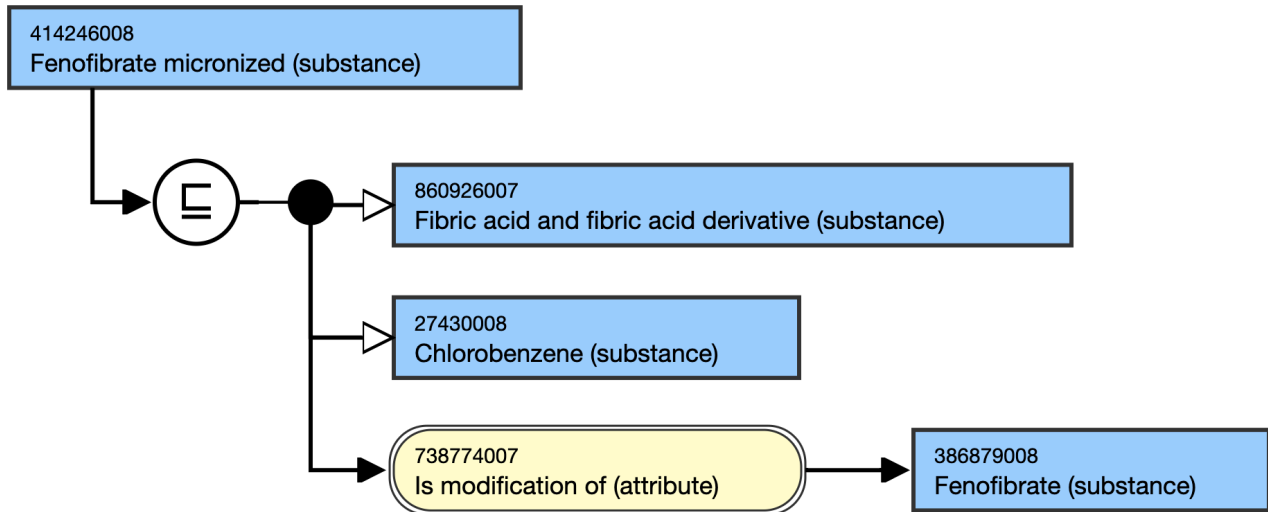 414246008
Fenofibrate micronized (substance)
⊑
860926007
Fibric acid and fibric acid derivative (substance)
27430008
Chlorobenzene (substance)
738774007
Is modification of (attribute)
386879008
Fenofibrate (substance)